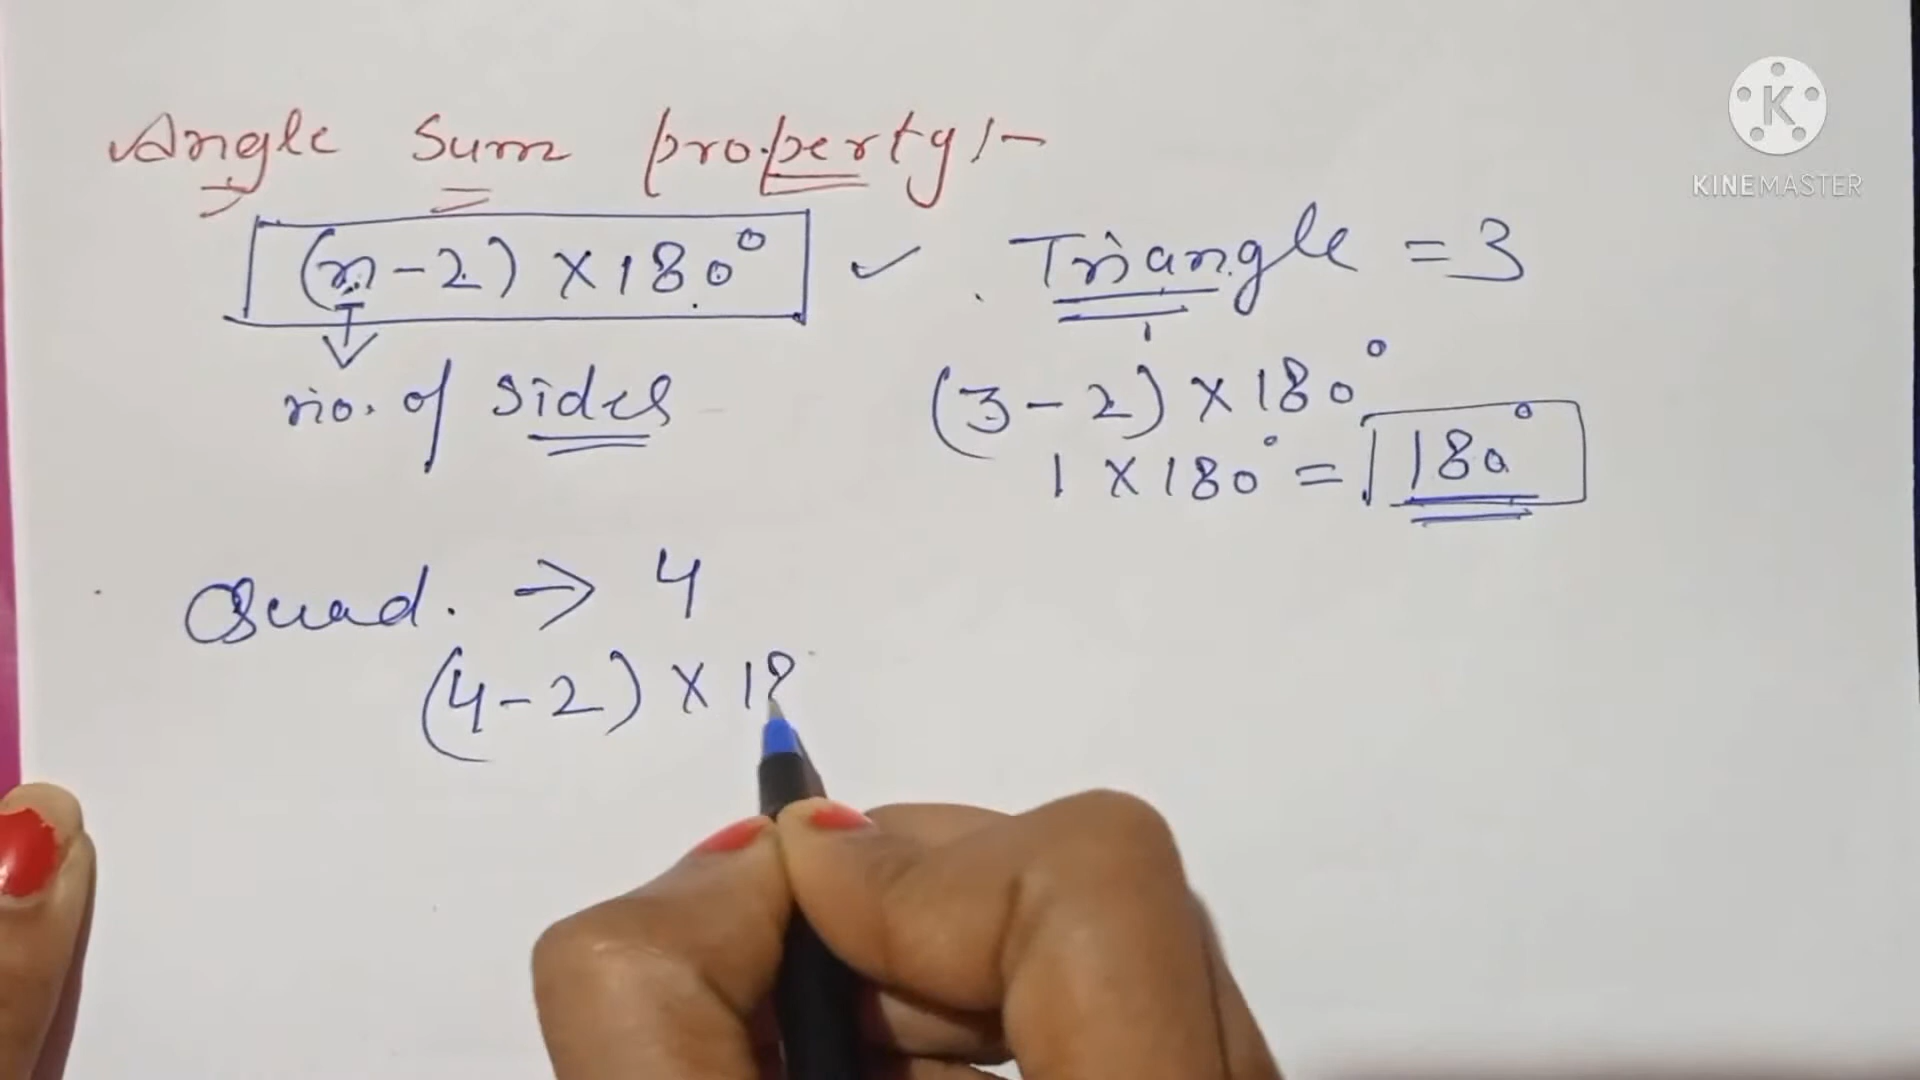 Angle Sum property :-
(n-2) × 180° ✓
no. of sides
Triangle = 3
(3-2) × 180°
1 × 180° = 180°
Quad. → 4
(4-2) × 18
K
KINEMASTER